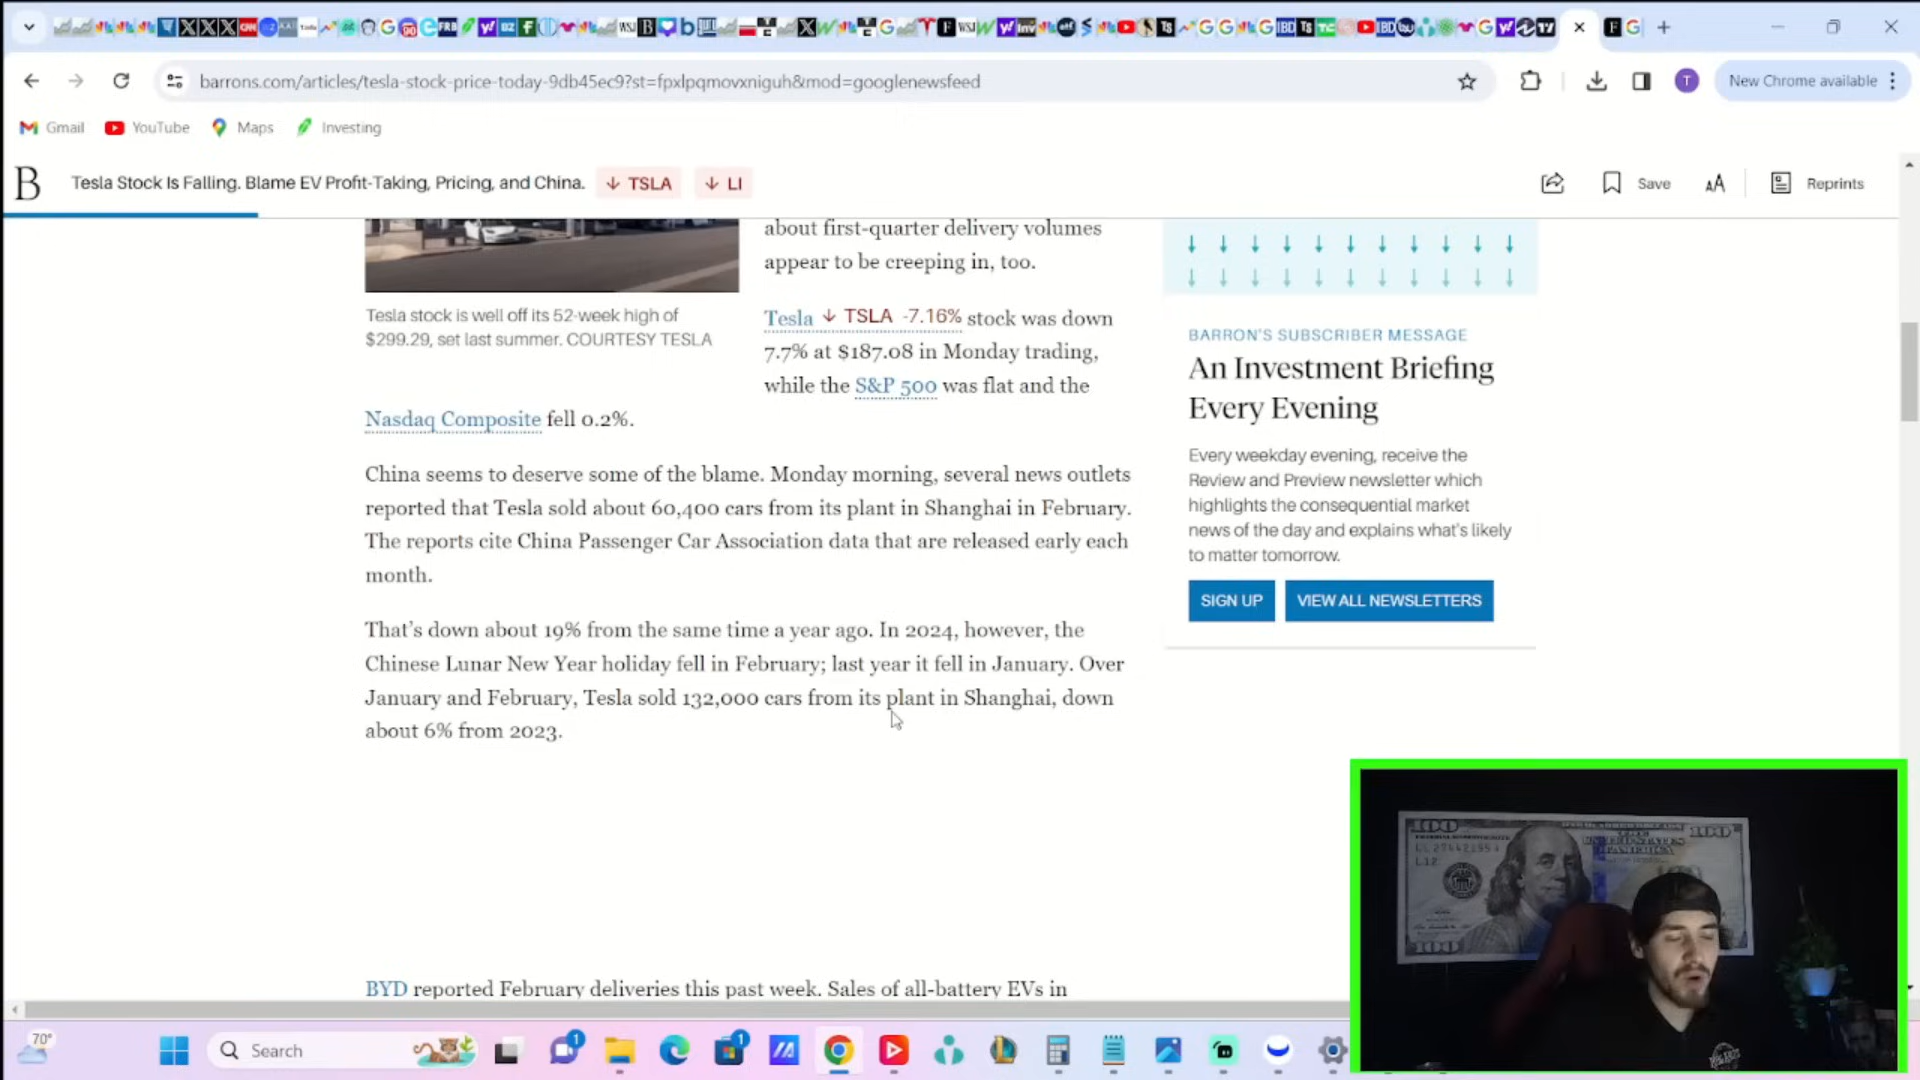 barrons.com/articles/tesla-stock-price-today-9db45ec9?st=fpxlpqmovxniguh&mod=googlenewsfeed
T
New Chrome available
Gmail
YouTube
Maps
Investing
B
Tesla Stock Is Falling. Blame EV Profit-Taking, Pricing, and China.
TSLA
LI
Save
AA
Reprints
about first-quarter delivery volumes
appear to be creeping in, too.
Tesla stock is well off its 52-week high of
$299.29, set last summer. COURTESY TESLA
Tesla TSLA -7.16% stock was down
7.7% at $187.08 in Monday trading,
while the S&P 500 was flat and the
Nasdaq Composite fell 0.2%.
China seems to deserve some of the blame. Monday morning, several news outlets
reported that Tesla sold about 60,400 cars from its plant in Shanghai in February.
The reports cite China Passenger Car Association data that are released early each
month.
That's down about 19% from the same time a year ago. In 2024, however, the
Chinese Lunar New Year holiday fell in February; last year it fell in January. Over
January and February, Tesla sold 132,000 cars from its plant in Shanghai, down
about 6% from 2023.
BYD reported February deliveries this past week. Sales of all-battery EVs in
BARRON'S SUBSCRIBER MESSAGE
An Investment Briefing
Every Evening
Every weekday evening, receive the
Review and Preview newsletter which
highlights the consequential market
news of the day and explains what's likely
to matter tomorrow.
SIGN UP
VIEW ALL NEWSLETTERS
100
100
100
70°
Search
1
1